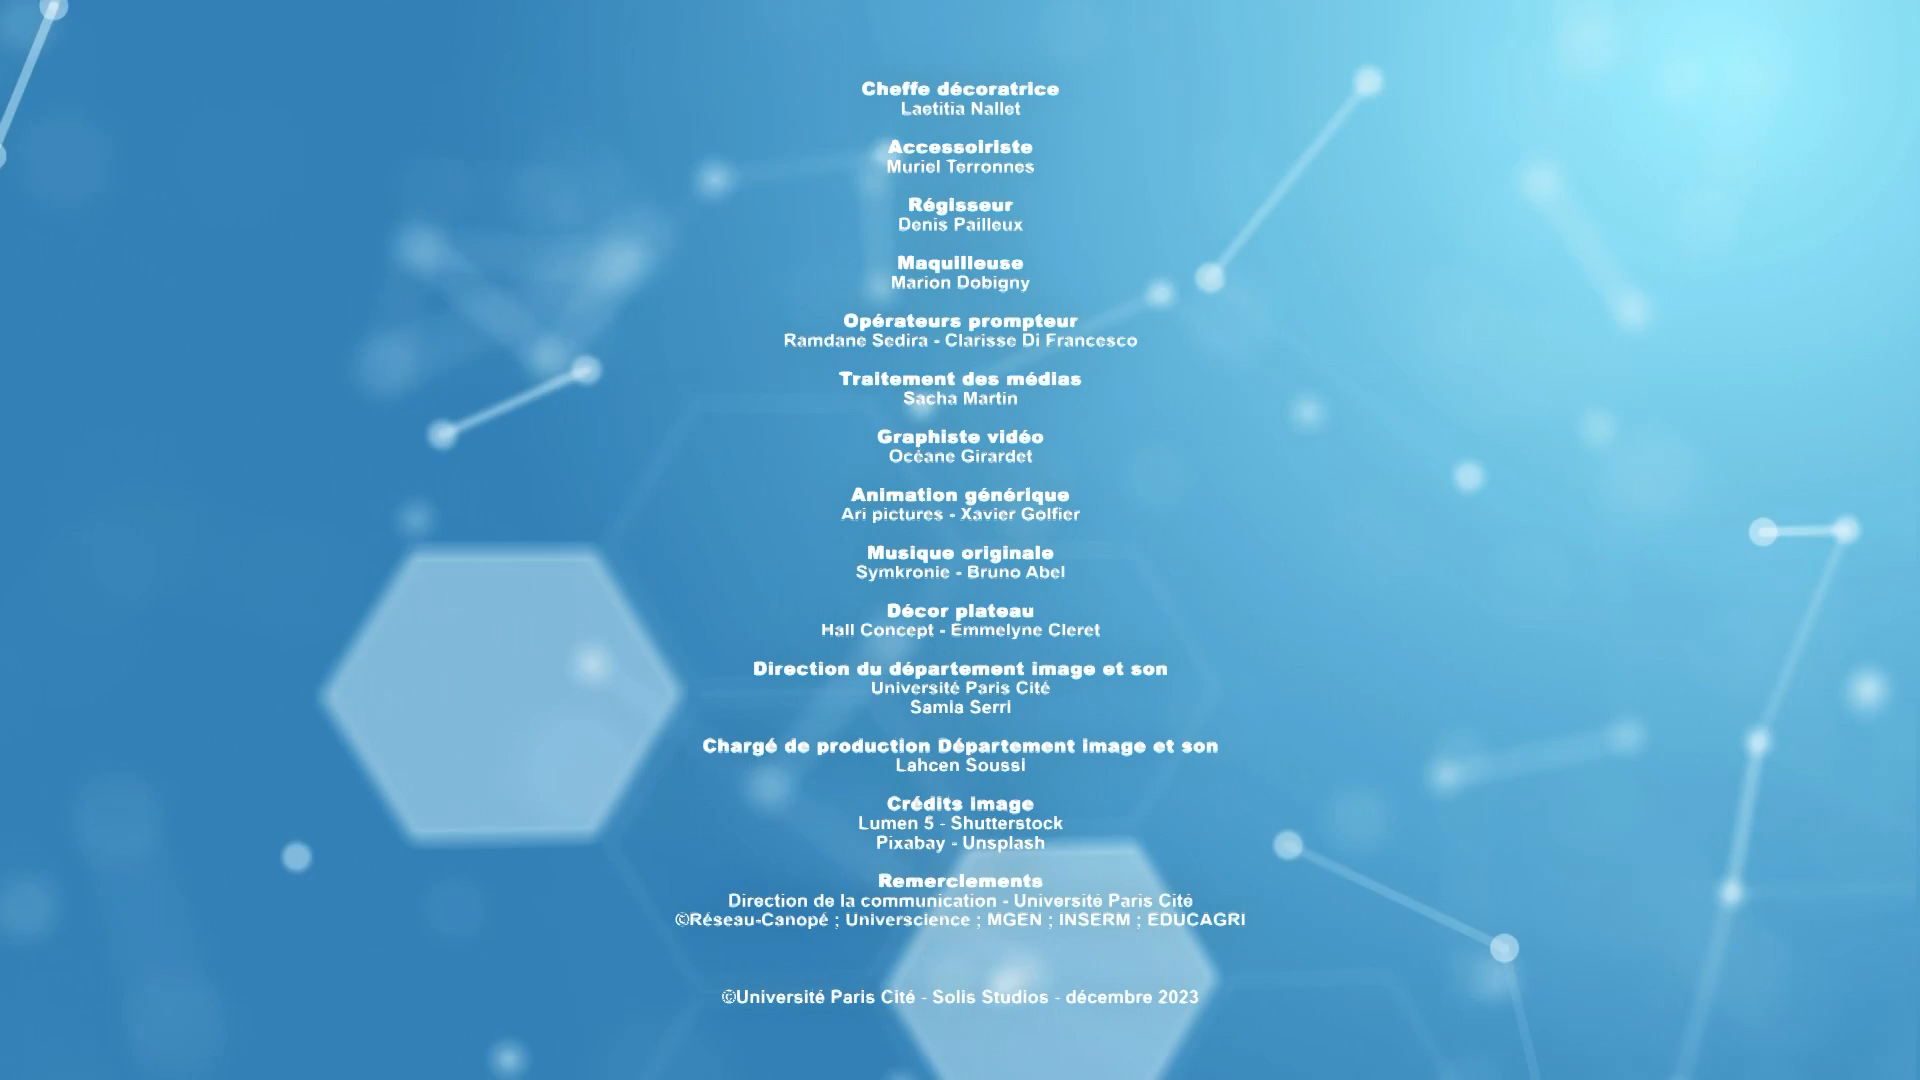 Cheffe décoratrice
Laetitia Nallet
Accessoiriste
Muriel Terronnes
Régisseur
Denis Pailleux
Maquilleuse
Marion Dobigny
Opérateurs prompteur
Ramdane Sedira - Clarisse Di Francesco
Traitement des médias
Sacha Martin
Graphiste vidéo
Océane Girardet
Animation générique
Ari pictures - Xavier Golfier
Musique originale
Symkronie - Bruno Abel
Décor plateau
Hall Concept - Emmelyne Cleret
Direction du département image et son
Université Paris Cité
Samia Serri
Chargé de production Département image et son
Lahcen Soussi
Crédits image
Lumen 5 - Shutterstock
Pixabay - Unsplash
Remerciements
Direction de la communication - Université Paris Cité
©Réseau-Canopé ; Universcience ; MGEN ; INSERM ; EDUCAGRI
©Université Paris Cité - Solis Studios - décembre 2023